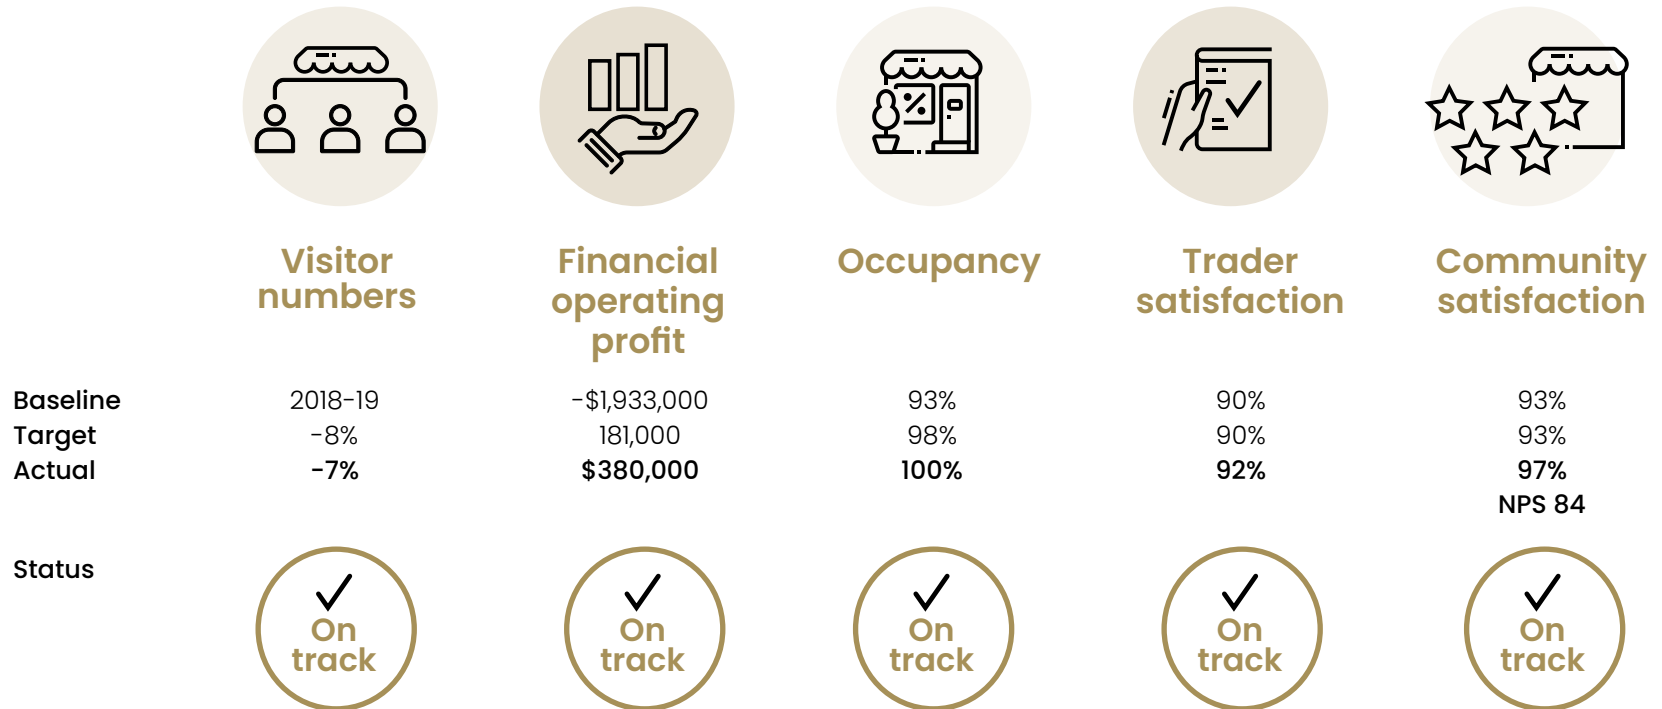 Visitor
numbers
Financial
operating
profit
Occupancy
Trader
satisfaction
Community
satisfaction
Baseline 2018-19 -$1,933,000 93% 90% 93%
Target -8% 181,000 98% 90% 93%
Actual -7% $380,000 100% 92% 97%
NPS 84
Status
On
track
On
track
On
track
On
track
On
track